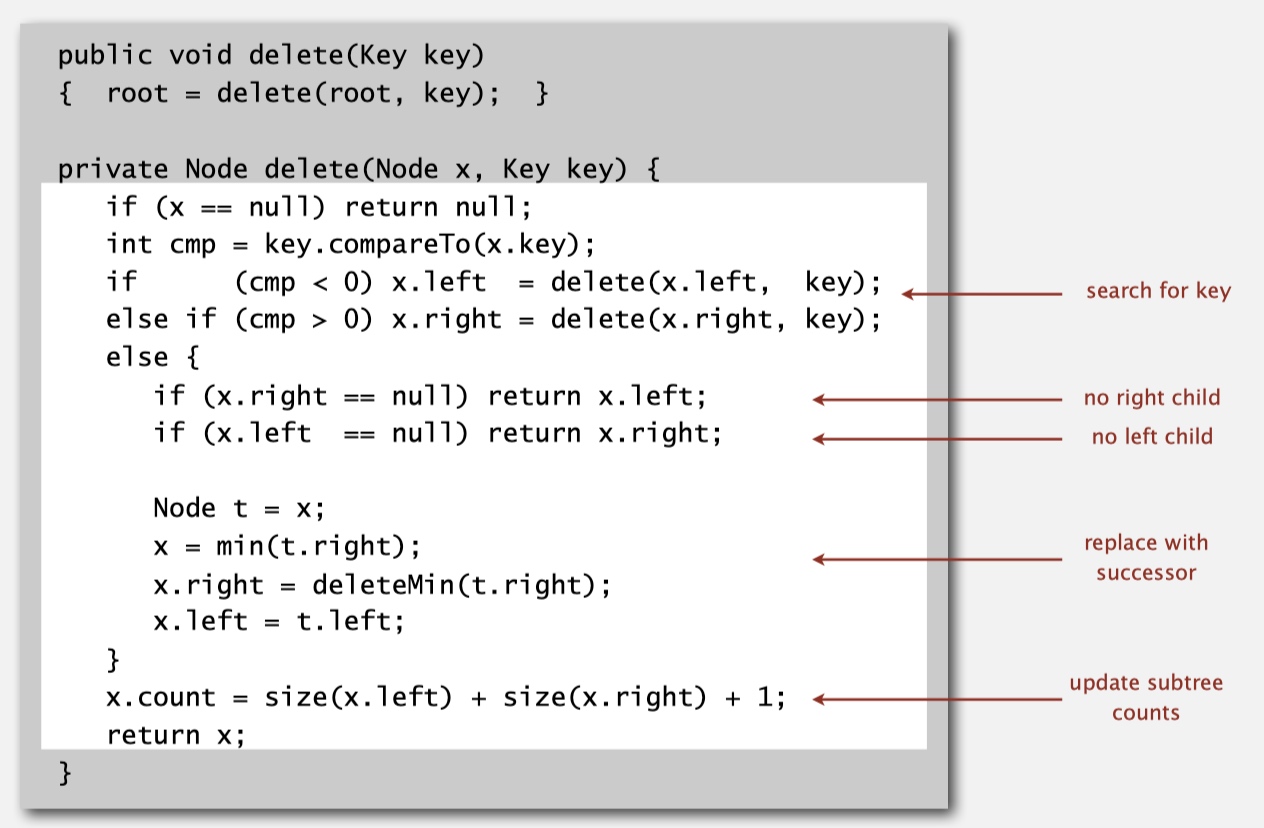 public void delete(Key key)
{  root = delete(root, key);  }

private Node delete(Node x, Key key) {
   if (x == null) return null;
   int cmp = key.compareTo(x.key);
   if      (cmp < 0) x.left  = delete(x.left,  key);
   else if (cmp > 0) x.right = delete(x.right, key);
   else {
      if (x.right == null) return x.left;
      if (x.left  == null) return x.right;

      Node t = x;
      x = min(t.right);
      x.right = deleteMin(t.right);
      x.left = t.left;
   }
   x.count = size(x.left) + size(x.right) + 1;
   return x;
}
search for key
no right child
no left child
replace with
successor
update subtree
counts